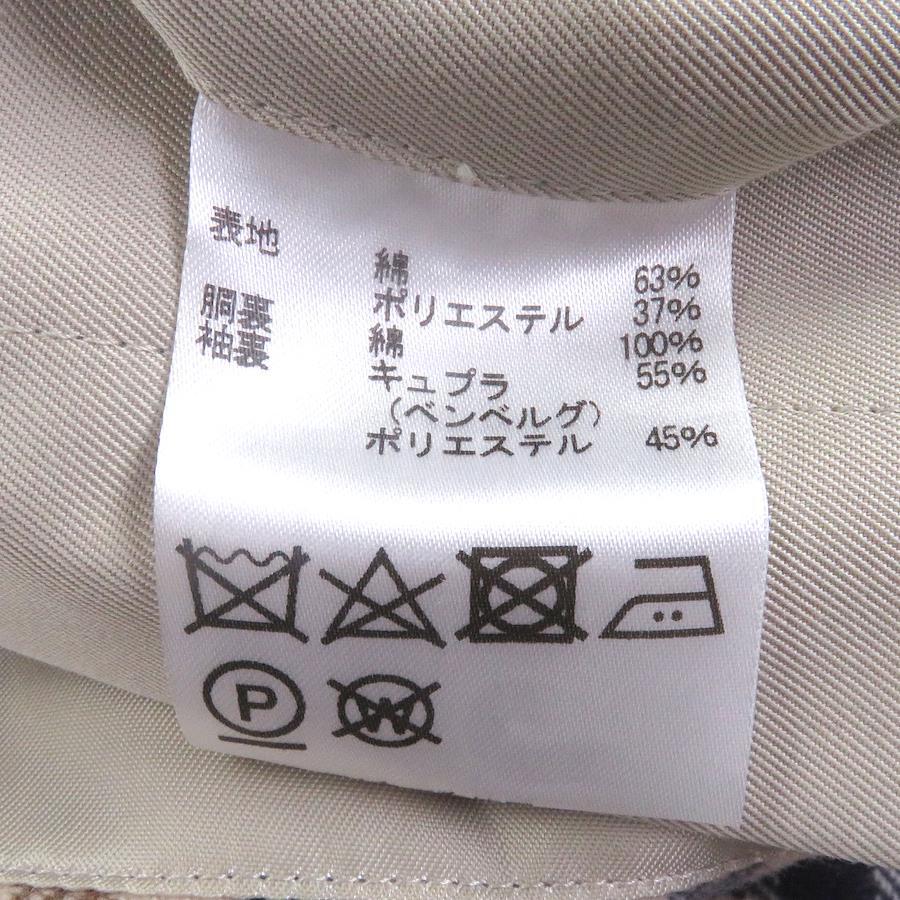 表地 綿 63%
ポリエステル 37%
胴裏 綿 100%
袖裏 キュプラ 55%
(ベンベルグ)
ポリエステル 45%
P W